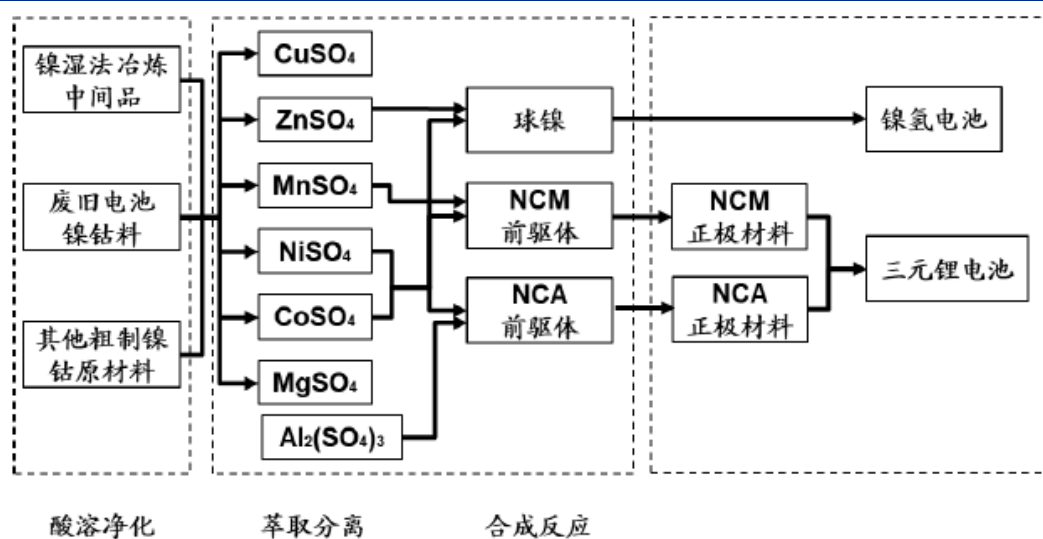 镍湿法冶炼
中间品
废旧电池
镍钴料
其他粗制镍
钴原材料
CuSO₄
ZnSO₄
MnSO₄
NiSO₄
CoSO₄
MgSO₄
Al₂(SO₄)₃
球镍
NCM
前驱体
NCA
前驱体
NCM
正极材料
NCA
正极材料
镍氢电池
三元锂电池
酸溶净化
萃取分离
合成反应